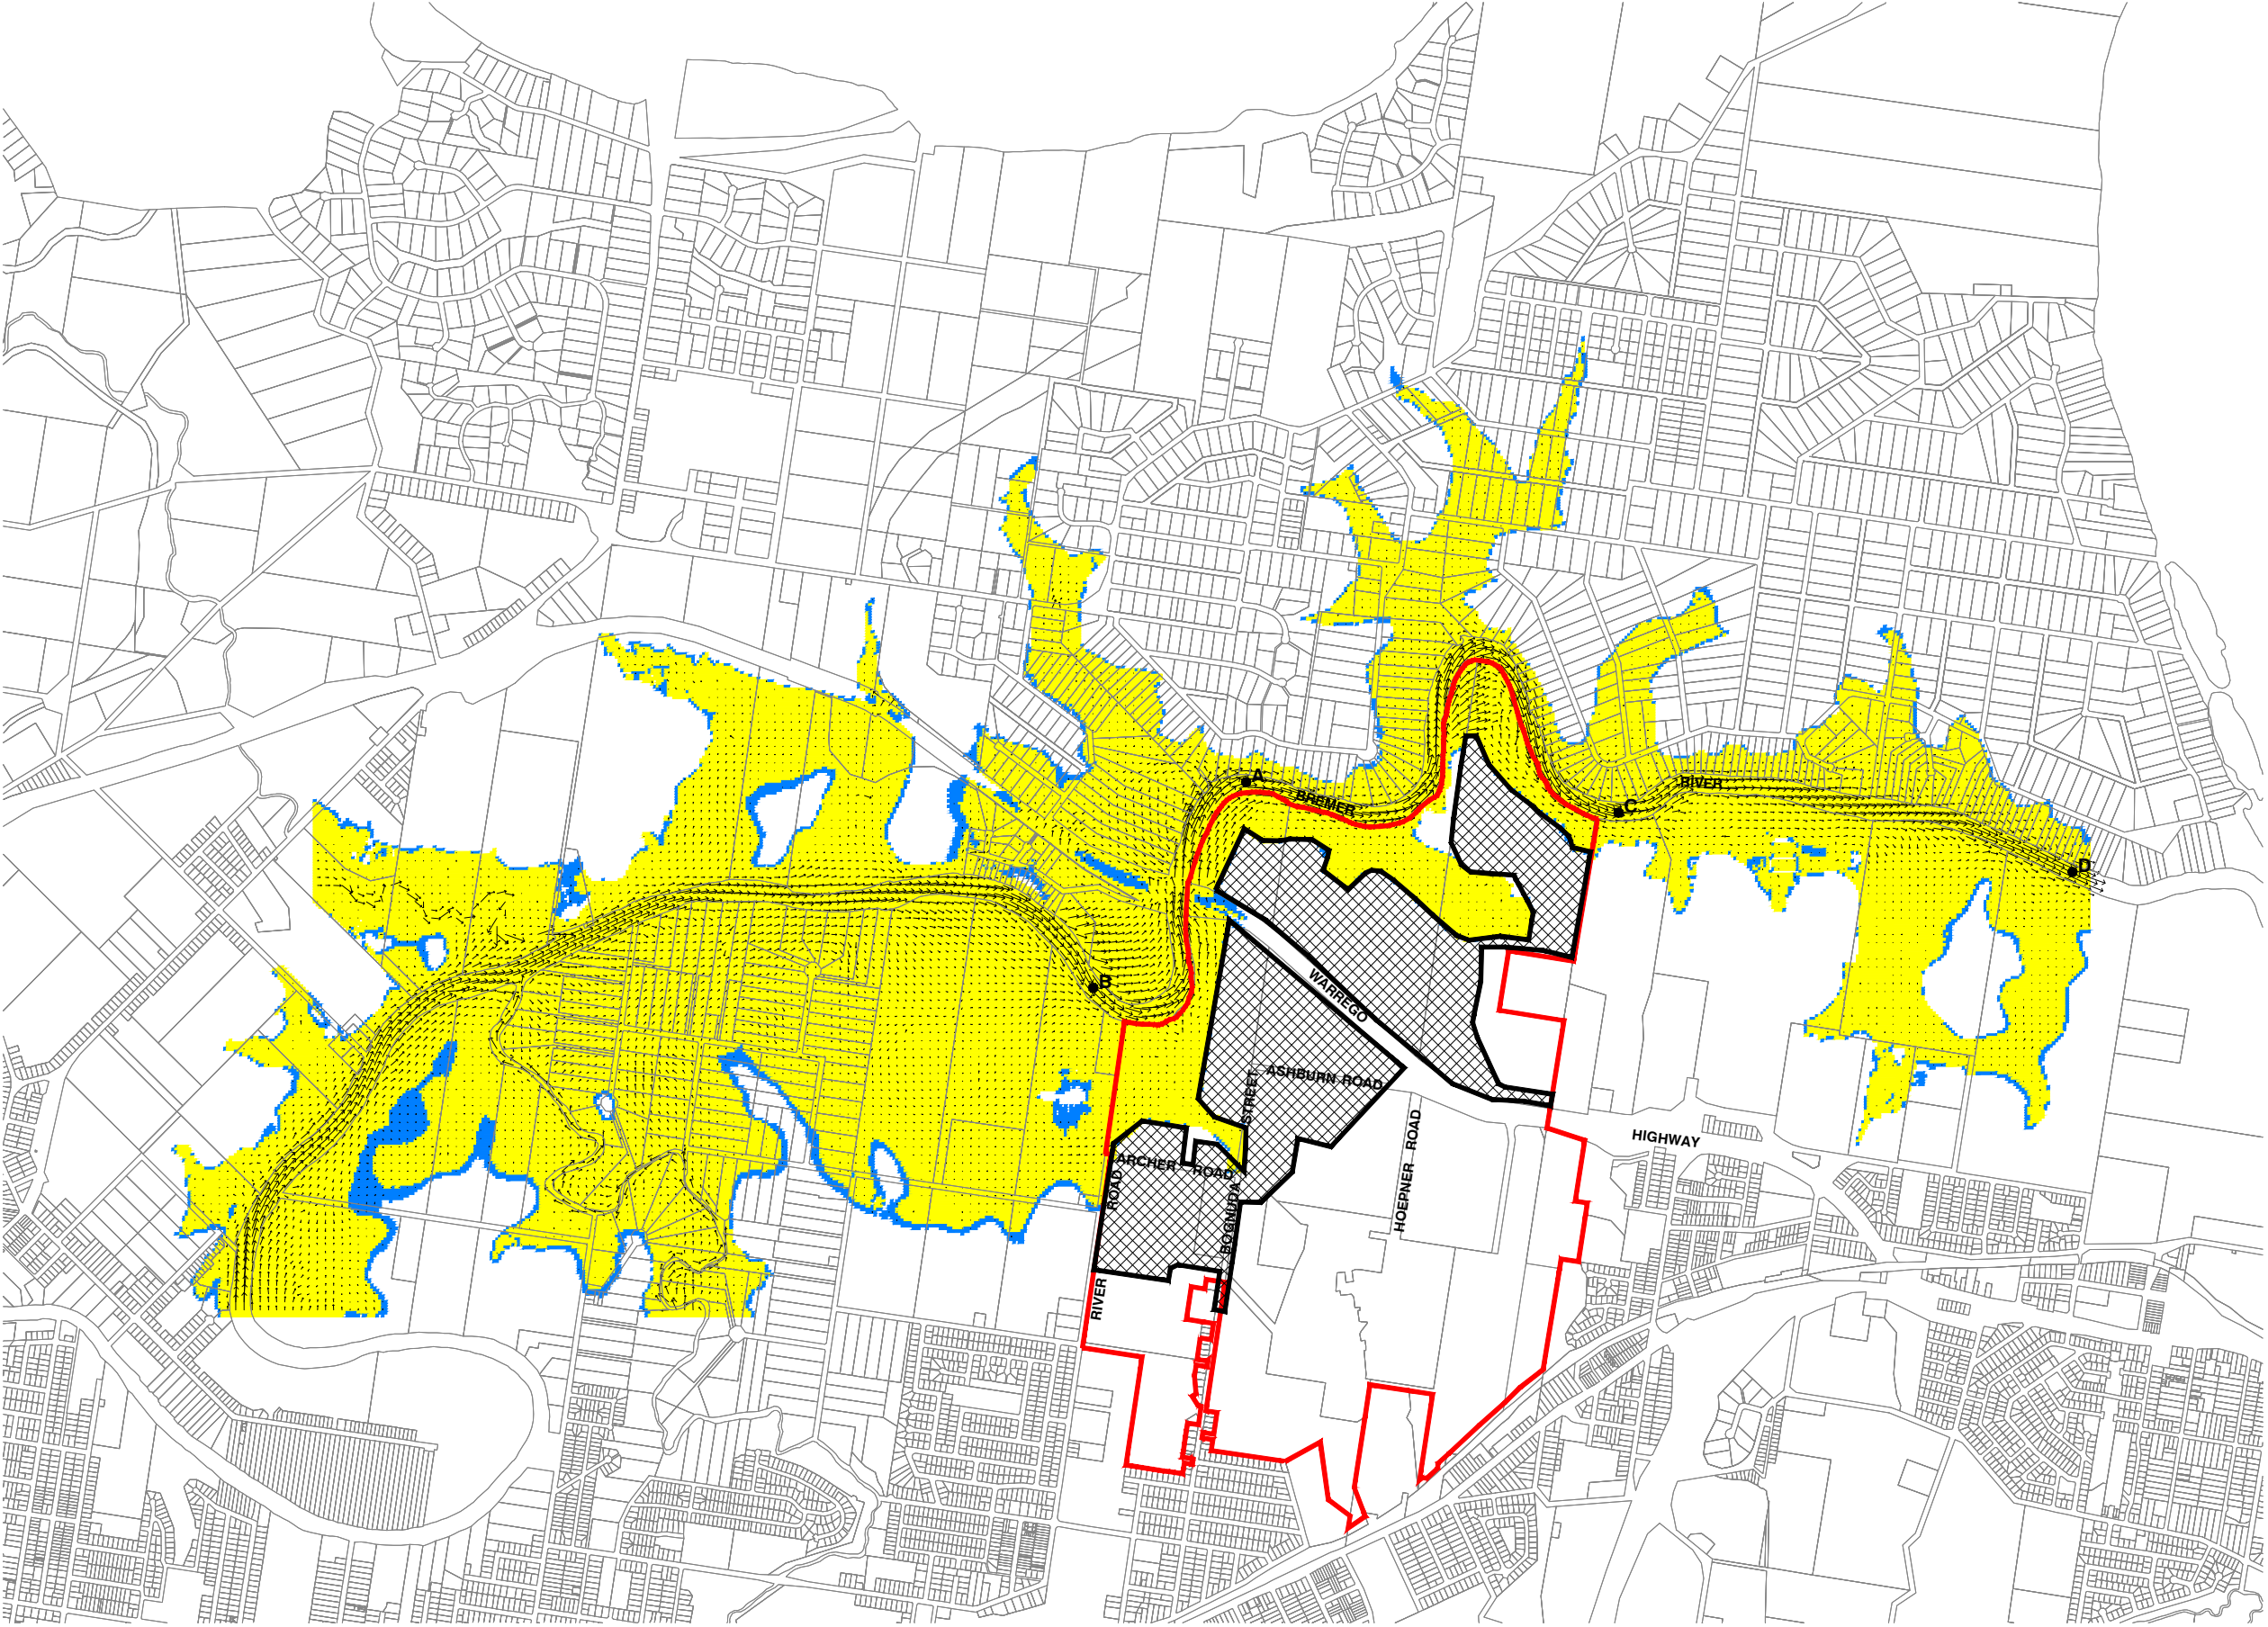 A
BREMER
RIVER
C
D
B
WARREGO
ASHBURN ROAD
STREET
HIGHWAY
HOEPNER ROAD
ARCHER ROAD
ROAD
BOGNUDA
RIVER